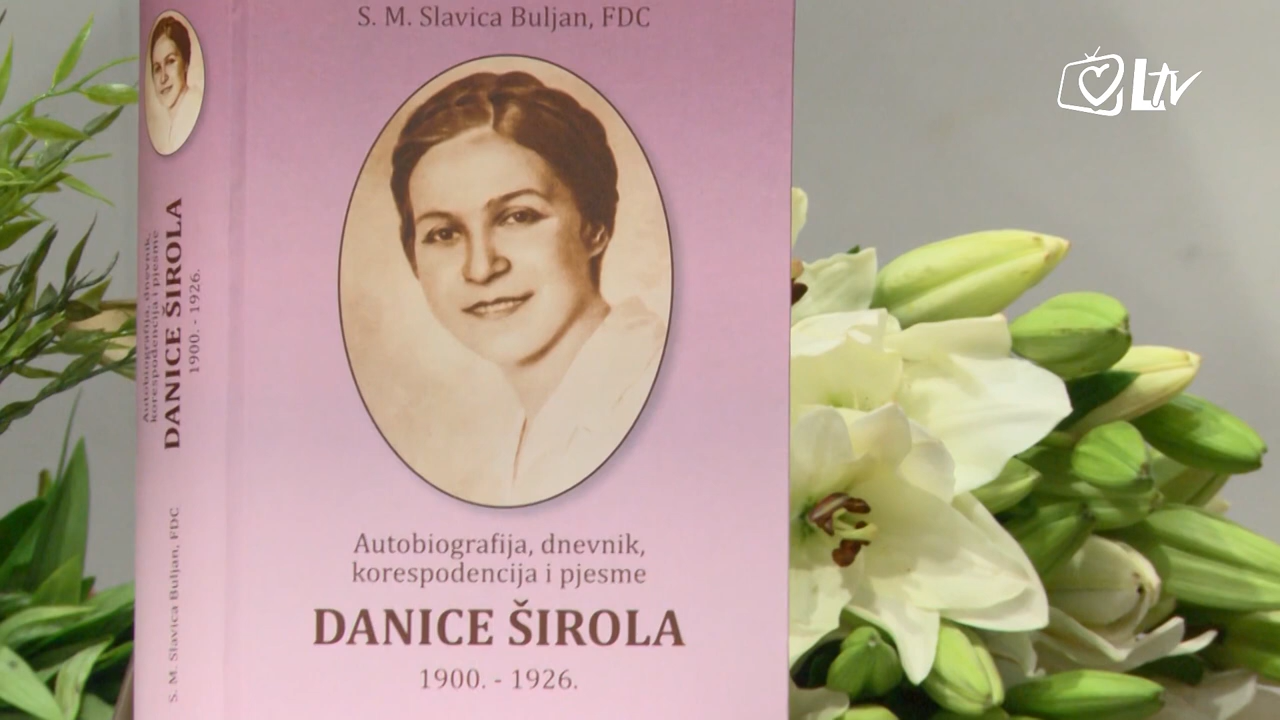 S. M. Slavica Buljan, FDC
Autobiografija, dnevnik,
korespodencija i pjesme
DANICE ŠIROLA
1900. - 1926.
Autobiografija, dnevnik,
korespodencija i pjesme
DANICE ŠIROLA
1900. - 1926.
S. M. Slavica Buljan, FDC
LTV